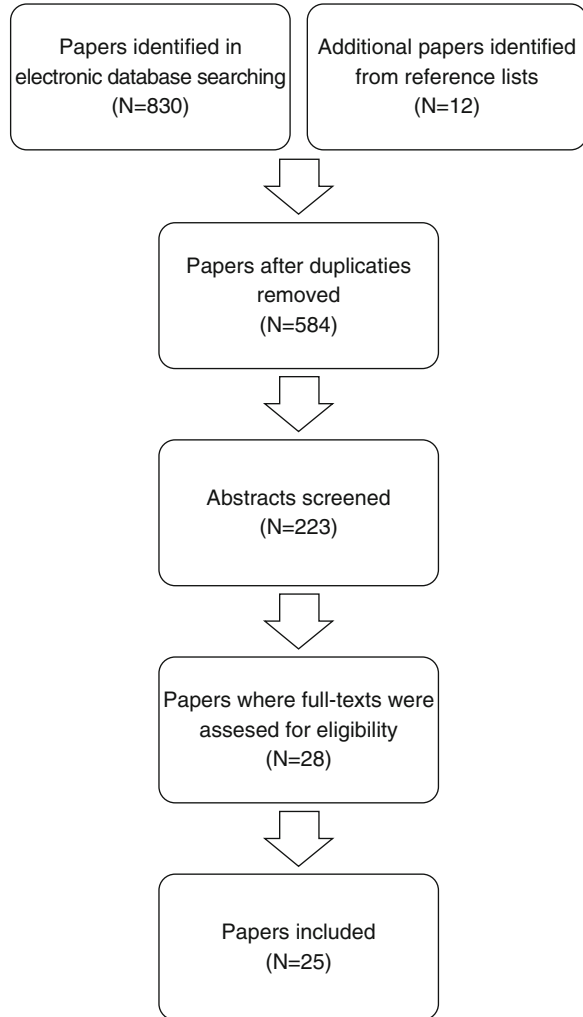 Papers identified in
electronic database searching
(N=830)
Additional papers identified
from reference lists
(N=12)
Papers after duplicaties
removed
(N=584)
Abstracts screened
(N=223)
Papers where full-texts were
assesed for eligibility
(N=28)
Papers included
(N=25)